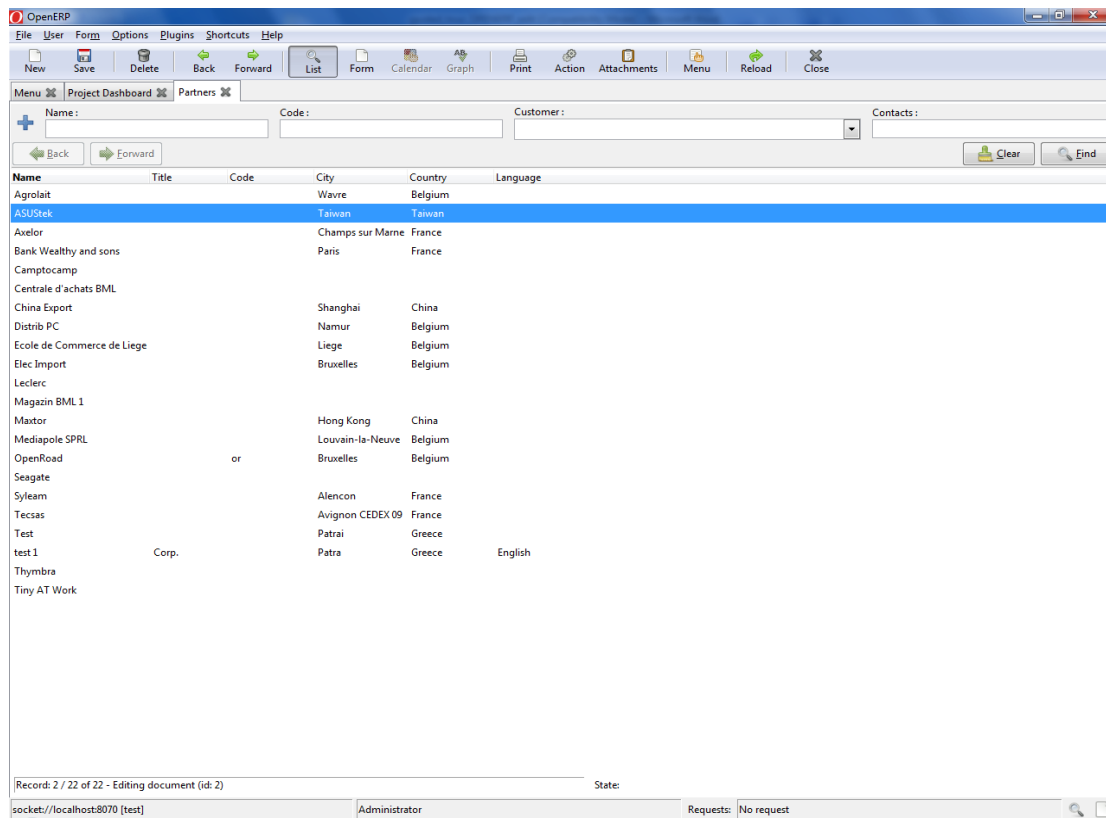 OpenERP
File User Form Options Plugins Shortcuts Help
New Save Delete Back Forward List Form Calendar Graph Print Action Attachments Menu Reload Close
Menu Project Dashboard Partners
Name : Code : Customer : Contacts :
Back Forward Clear Find
Name Title Code City Country Language
Agrolait Wavre Belgium
ASUStek Taiwan Taiwan
Axelor Champs sur Marne France
Bank Wealthy and sons Paris France
Camptocamp
Centrale d'achats BML
China Export Shanghai China
Distrib PC Namur Belgium
Ecole de Commerce de Liege Liege Belgium
Elec Import Bruxelles Belgium
Leclerc
Magazin BML 1
Maxtor Hong Kong China
Mediapole SPRL Louvain-la-Neuve Belgium
OpenRoad or Bruxelles Belgium
Seagate
Syleam Alencon France
Tecsas Avignon CEDEX 09 France
Test Patrai Greece
test 1 Corp. Patra Greece English
Thymbra
Tiny AT Work
Record: 2 / 22 of 22 - Editing document (id: 2) State:
socket://localhost:8070 [test] Administrator Requests: No request